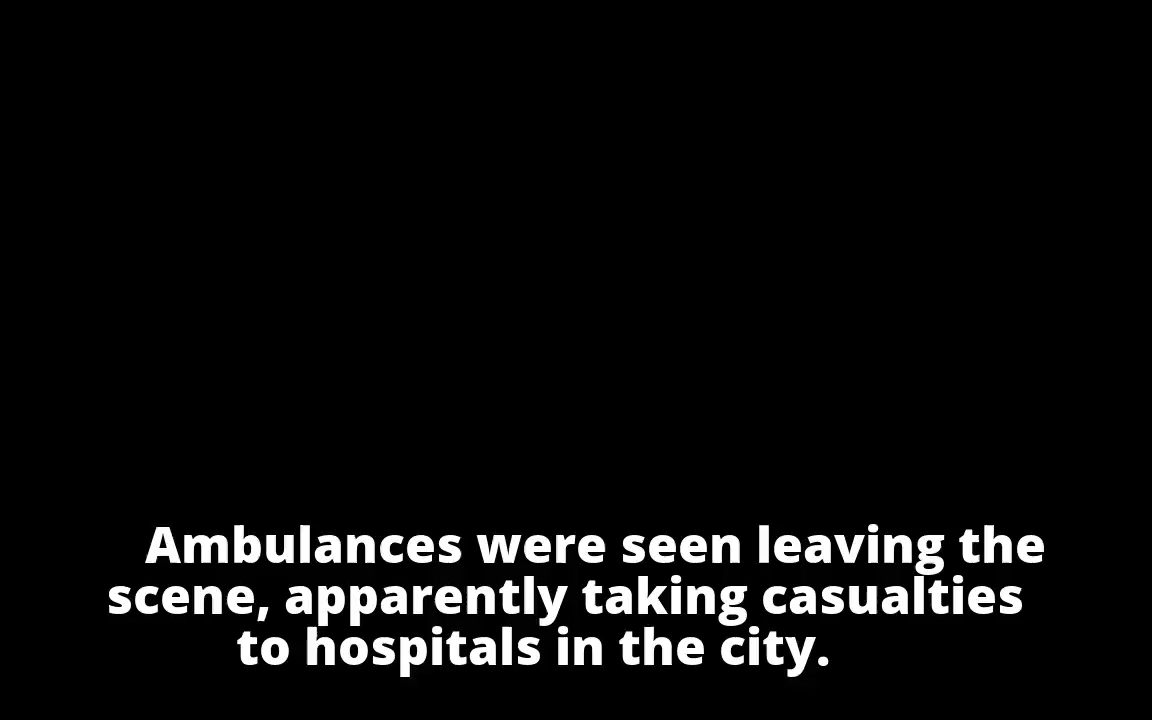 Ambulances were seen leaving the
scene, apparently taking casualties
to hospitals in the city.